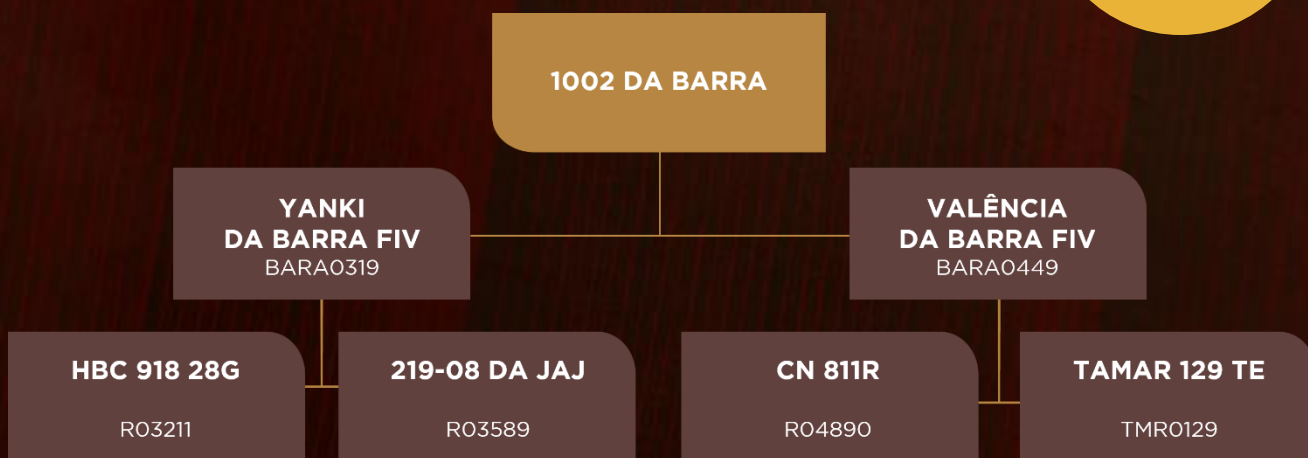 1002 DA BARRA
YANKI
DA BARRA FIV
BARA0319
VALÊNCIA
DA BARRA FIV
BARA0449
HBC 918 28G
R03211
219-08 DA JAJ
R03589
CN 811R
R04890
TAMAR 129 TE
TMR0129